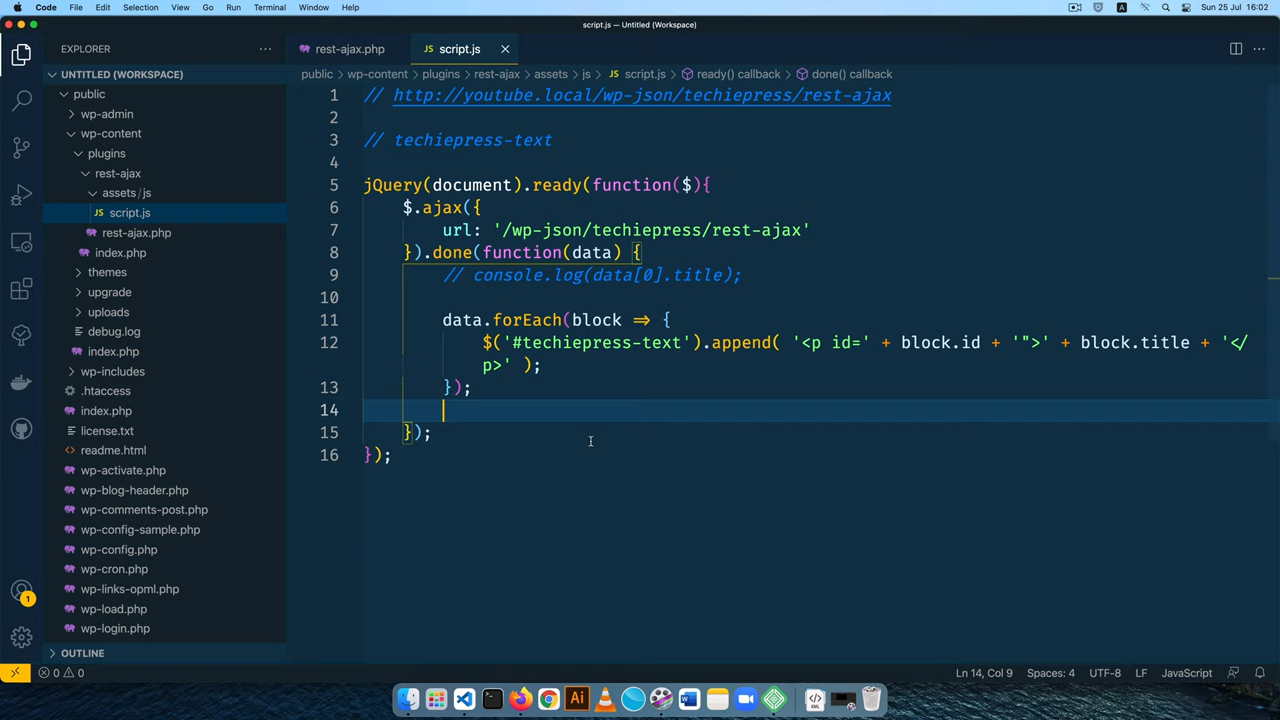 Code File Edit Selection View Go Run Terminal Window Help A Sun 25 Jul 16:02
script.js — Untitled (Workspace)
EXPLORER ···
rest-ajax.php JS script.js
UNTITLED (WORKSPACE)
public > wp-content > plugins > rest-ajax > assets > js > JS script.js > ready() callback > done() callback
public
wp-admin
wp-content
plugins
rest-ajax
assets / js
JS script.js
rest-ajax.php
index.php
themes
upgrade
uploads
debug.log
index.php
wp-includes
.htaccess
index.php
license.txt
readme.html
wp-activate.php
wp-blog-header.php
wp-comments-post.php
wp-config-sample.php
wp-config.php
wp-cron.php
wp-links-opml.php
wp-load.php
wp-login.php
OUTLINE
1
1 // http://youtube.local/wp-json/techiepress/rest-ajax
2
3 // techiepress-text
4
5 jQuery(document).ready(function($){
6 $.ajax({
7 url: '/wp-json/techiepress/rest-ajax'
8 }).done(function(data) {
9 // console.log(data[0].title);
10
11 data.forEach(block => {
12 $('#techiepress-text').append( '<p id=' + block.id + '">' + block.title + '</
p>' );
13 });
14
15 });
16 });
0 0 Ln 14, Col 9 Spaces: 4 UTF-8 LF JavaScript
Ai W XML